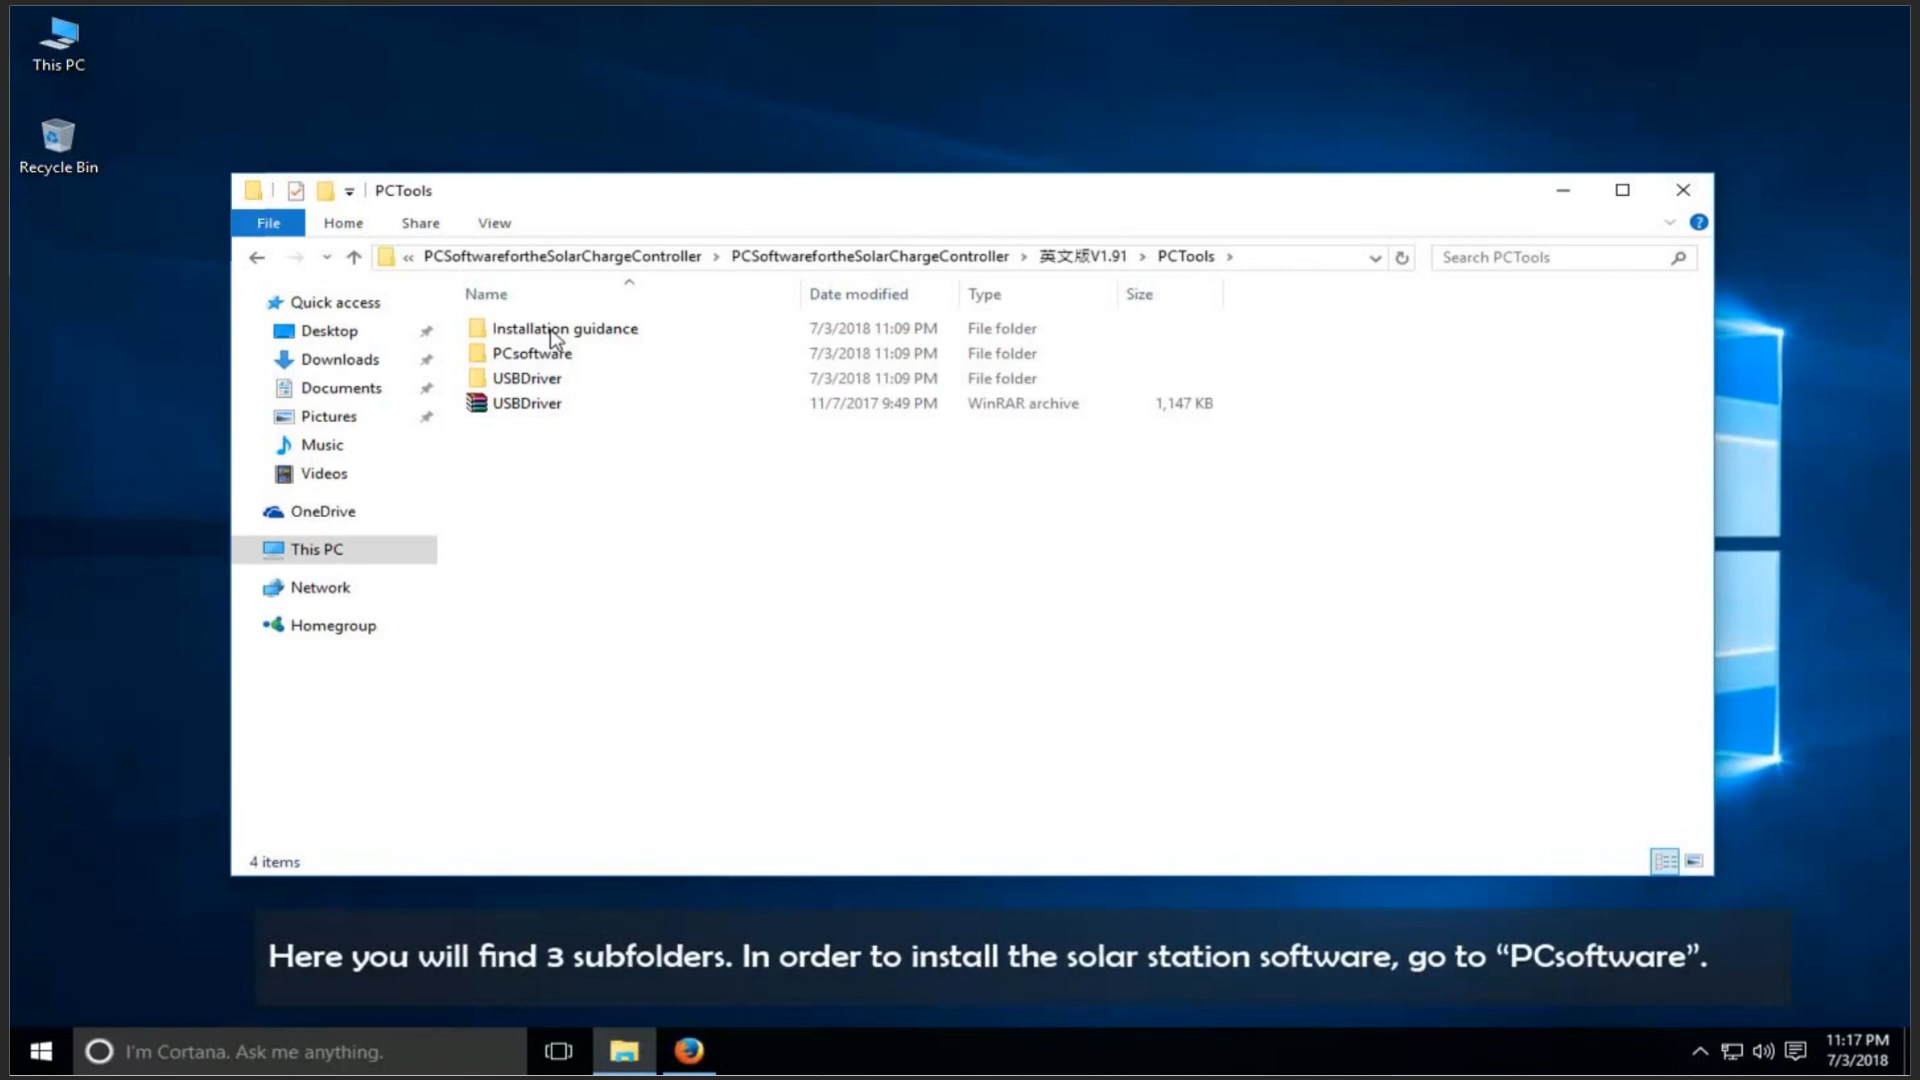 This PC
Recycle Bin
PCTools
File Home Share View
« PCSoftwarefortheSolarChargeController › PCSoftwarefortheSolarChargeController › 英文版V1.91 › PCTools ›
Search PCTools
Name Date modified Type Size
Quick access
Desktop
Downloads
Documents
Pictures
Music
Videos
OneDrive
This PC
Network
Homegroup
Installation guidance 7/3/2018 11:09 PM File folder
PCsoftware 7/3/2018 11:09 PM File folder
USBDriver 7/3/2018 11:09 PM File folder
USBDriver 11/7/2017 9:49 PM WinRAR archive 1,147 KB
4 items
Here you will find 3 subfolders. In order to install the solar station software, go to “PCsoftware”.
I'm Cortana. Ask me anything.
11:17 PM
7/3/2018